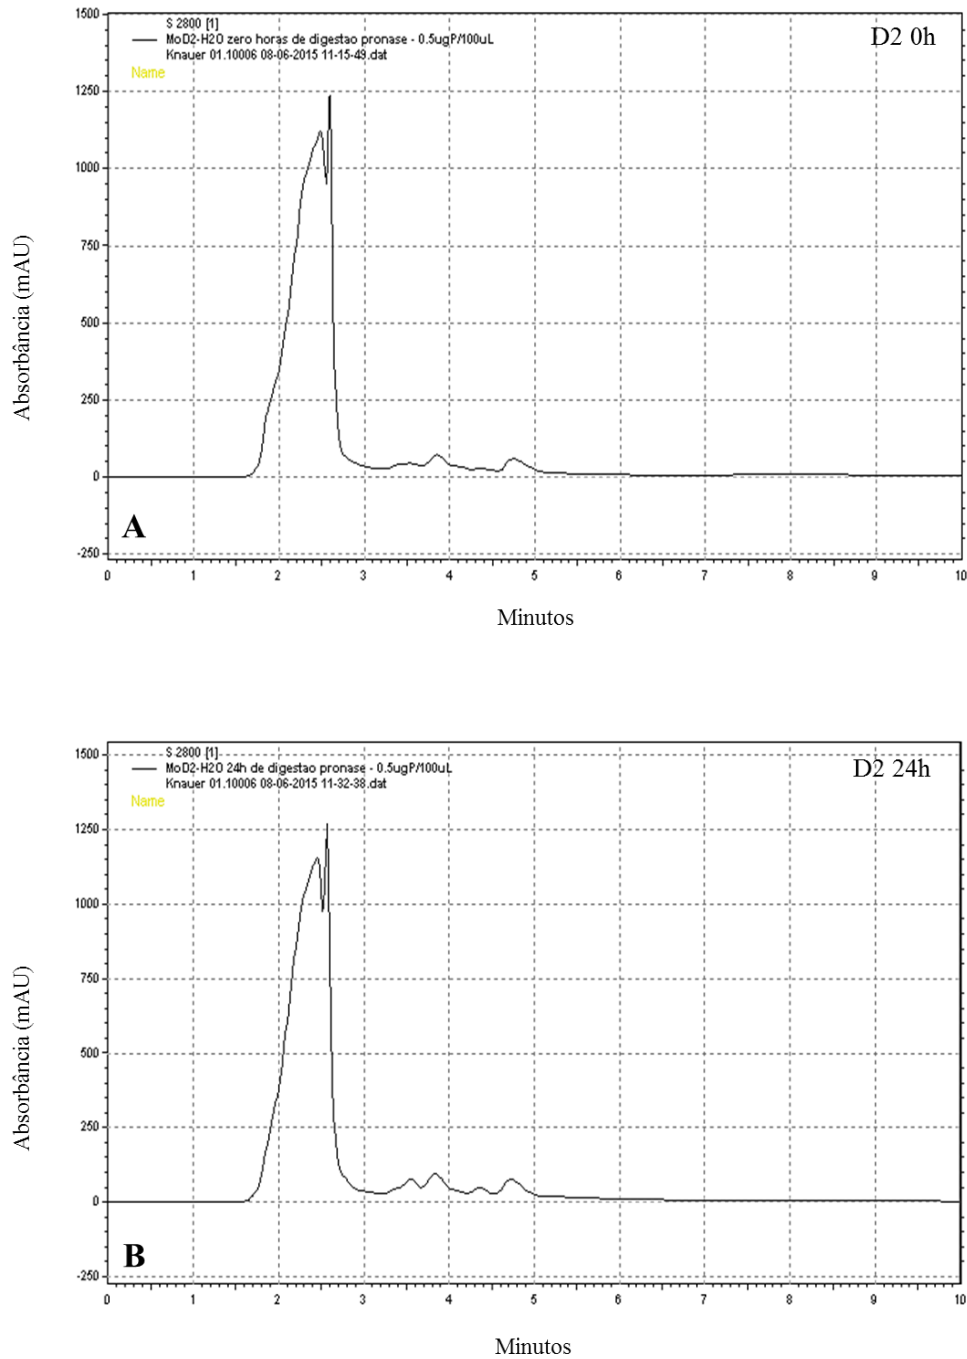 S 2800 [1]
MoD2-H2O zero horas de digestao pronase - 0.5ugP/100uL
Knauer 01.10006 08-06-2015 11-15-49.dat
Name
D2 0h
1500
1250
1000
750
500
250
0
-250
Absorbância (mAU)
A
0 1 2 3 4 5 6 7 8 9 10
Minutos
S 2800 [1]
MoD2-H2O 24h de digestao pronase - 0.5ugP/100uL
Knauer 01.10006 08-06-2015 11-32-38.dat
Name
D2 24h
1500
1250
1000
750
500
250
0
-250
Absorbância (mAU)
B
0 1 2 3 4 5 6 7 8 9 10
Minutos